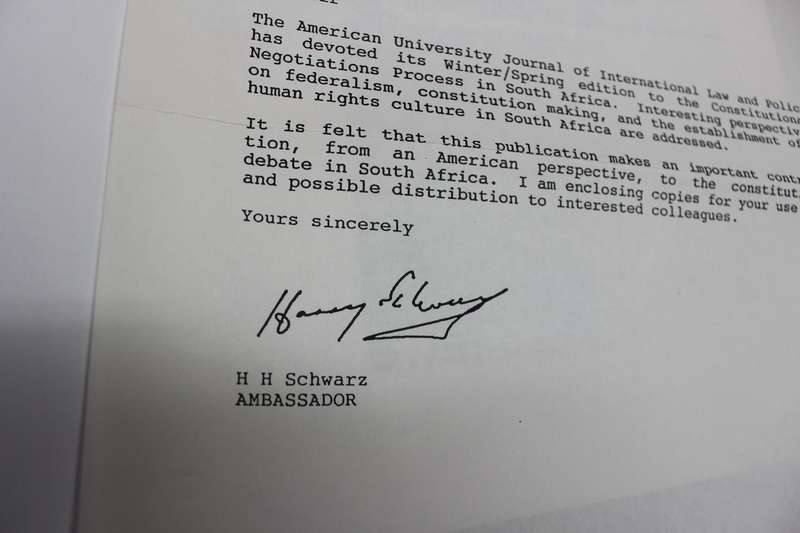 The American University Journal of International Law and Polic
has devoted its Winter/Spring edition to the Constitution
Negotiations Process in South Africa. Interesting perspectiv
on federalism, constitution making, and the establishment of
human rights culture in South Africa are addressed.
It is felt that this publication makes an important cont
tion, from an American perspective, to the constitut
debate in South Africa. I am enclosing copies for your use
and possible distribution to interested colleagues.
Yours sincerely
Harry Schwarz
H H Schwarz
AMBASSADOR